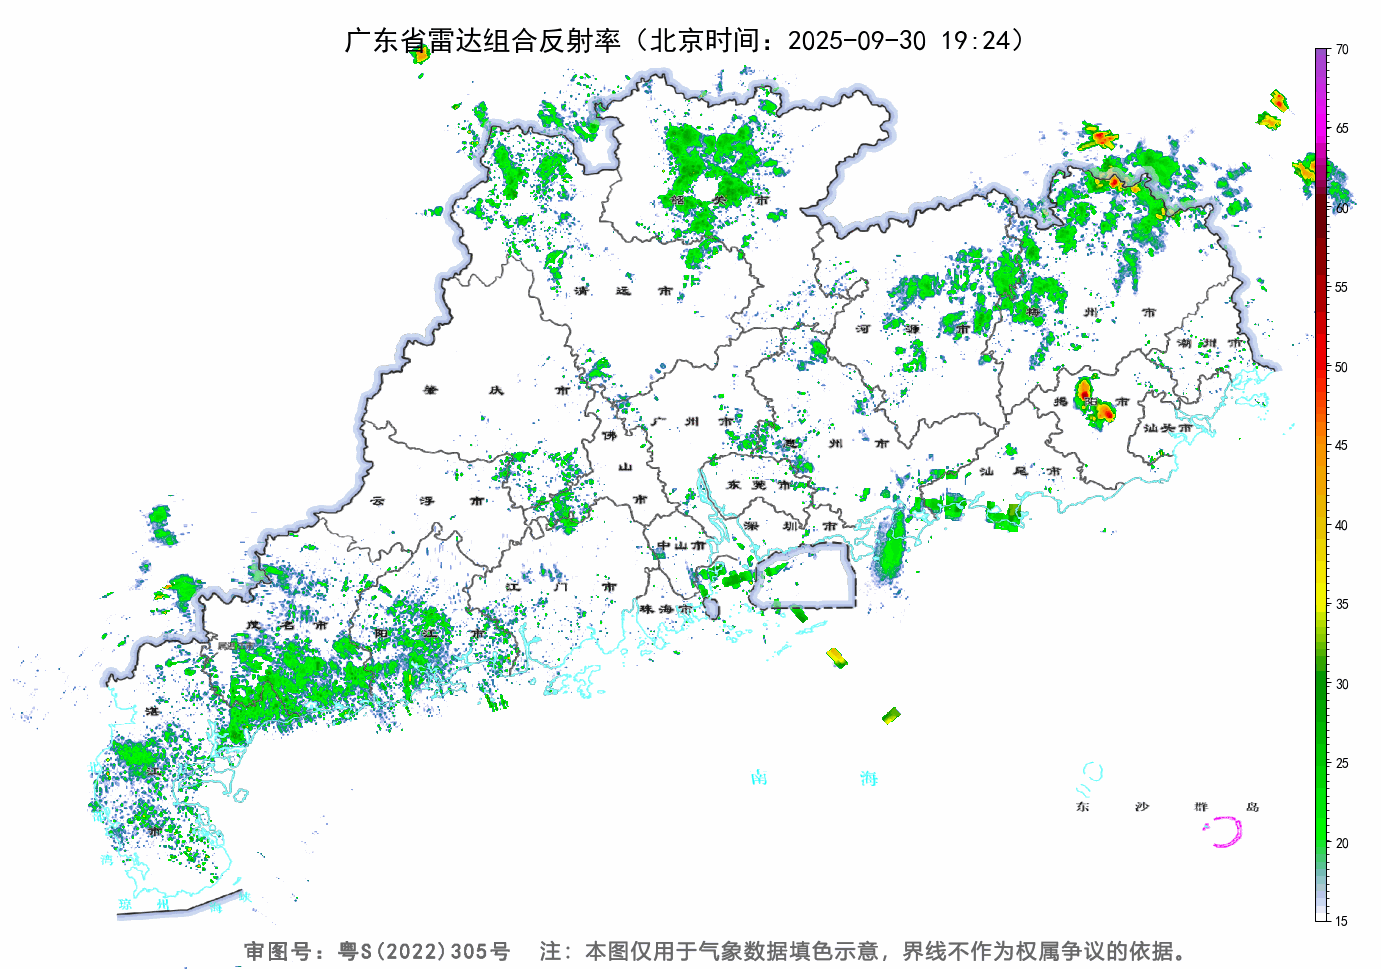 广东省雷达组合反射率（北京时间：2025-09-30 19:24）
70
65
60
55
50
45
40
35
30
25
20
15
韶 关 市
清 远 市
河 源 市
梅 州 市
潮 州 市
肇 庆 市
揭 阳 市
汕头市
广 州 市
佛 山 市
惠 州 市
云 浮 市
东 莞 市
汕 尾 市
深 圳 市
中山市
江 门 市
珠海市
茂 名 市
阳 江 市
湛 江 市
南 海
东 沙 群 岛
琼 州 海 峡
审图号：粤S(2022)305号 注：本图仅用于气象数据填色示意，界线不作为权属争议的依据。